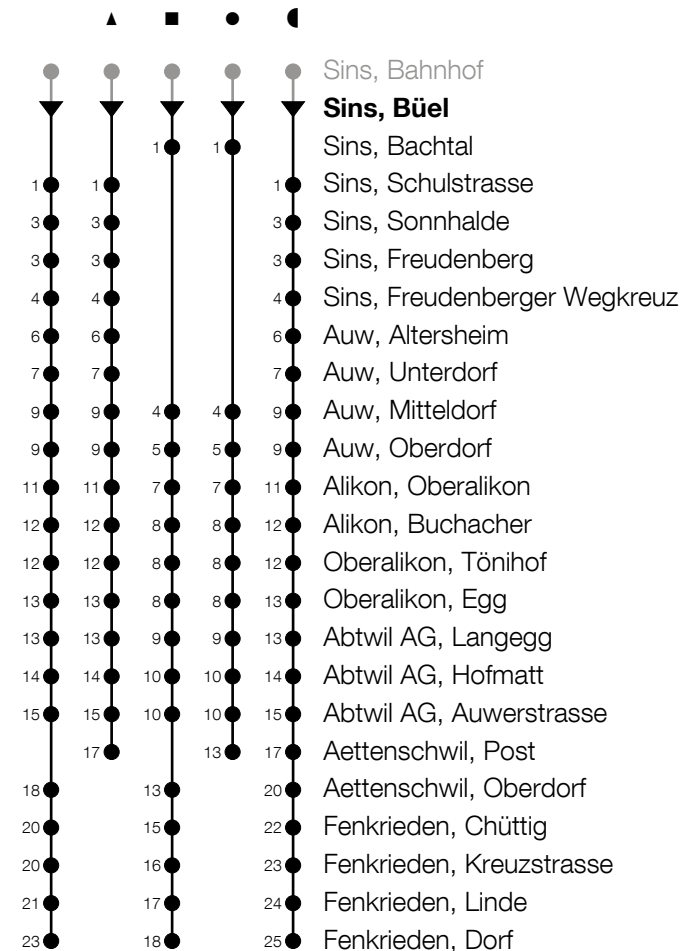 Sins, Bahnhof
Sins, Büel
1 1 Sins, Bachtal
1 1 1 Sins, Schulstrasse
3 3 3 Sins, Sonnhalde
3 3 3 Sins, Freudenberg
4 4 4 Sins, Freudenberger Wegkreuz
6 6 6 Auw, Altersheim
7 7 7 Auw, Unterdorf
9 9 4 4 9 Auw, Mitteldorf
9 9 5 5 9 Auw, Oberdorf
11 11 7 7 11 Alikon, Oberalikon
12 12 8 8 12 Alikon, Buchacher
12 12 8 8 12 Oberalikon, Tönihof
13 13 8 8 13 Oberalikon, Egg
13 13 9 9 13 Abtwil AG, Langegg
14 14 10 10 14 Abtwil AG, Hofmatt
15 15 10 10 15 Abtwil AG, Auwerstrasse
17 13 17 Aettenschwil, Post
18 13 20 Aettenschwil, Oberdorf
20 15 22 Fenkrieden, Chüttig
20 16 23 Fenkrieden, Kreuzstrasse
21 17 24 Fenkrieden, Linde
23 18 25 Fenkrieden, Dorf